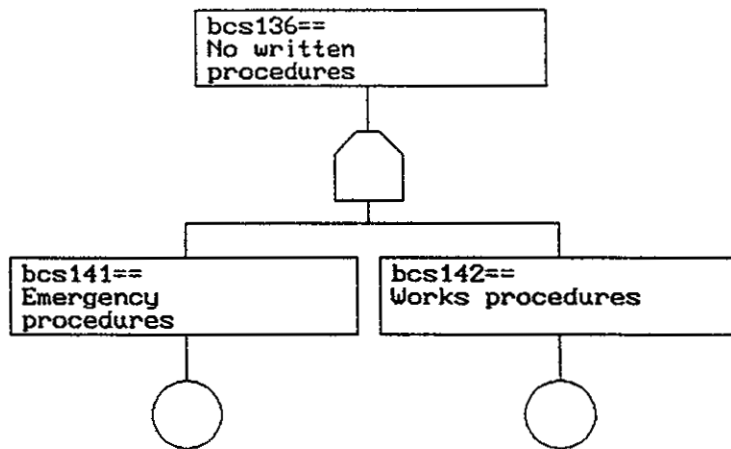 bcs136==
No written
procedures
bcs141==
Emergency
procedures
bcs142==
Works procedures